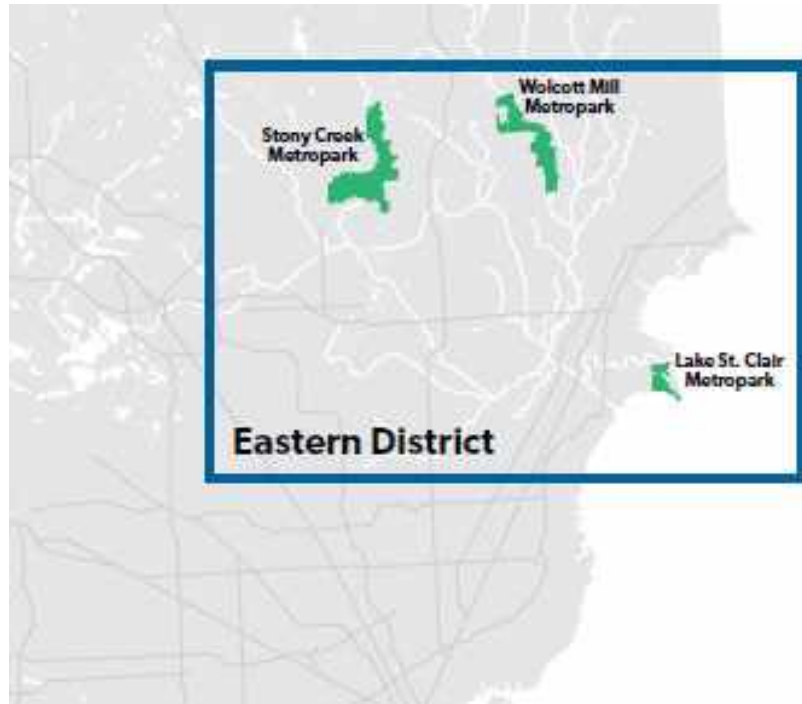 Wolcott Mill
Metropark
Stony Creek
Metropark
Lake St. Clair
Metropark
Eastern District